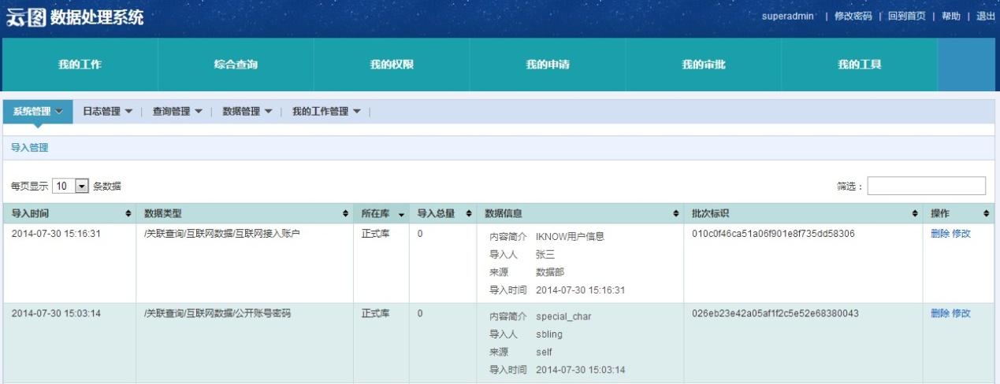 云图 数据处理系统
superadmin | 修改密码 | 回到首页 | 帮助 | 退出
我的工作 综合查询 我的权限 我的申请 我的审批 我的工具
系统管理 日志管理 | 查询管理 | 数据管理 | 我的工作管理 |
导入管理
每页显示 10 条数据 筛选：
导入时间 数据类型 所在库 导入总量 数据信息 批次标识 操作
2014-07-30 15:16:31 /关联查询/互联网数据/互联网接入账户 正式库 0 内容简介 IKNOW用户信息 010c0f46ca51a06f901e8f735dd58306 删除 修改
导入人 张三
来源 数据部
导入时间 2014-07-30 15:16:31
2014-07-30 15:03:14 /关联查询/互联网数据/公开账号密码 正式库 0 内容简介 special_char 026eb23e42a05af1f2c5e52e68380043 删除 修改
导入人 sbling
来源 self
导入时间 2014-07-30 15:03:14